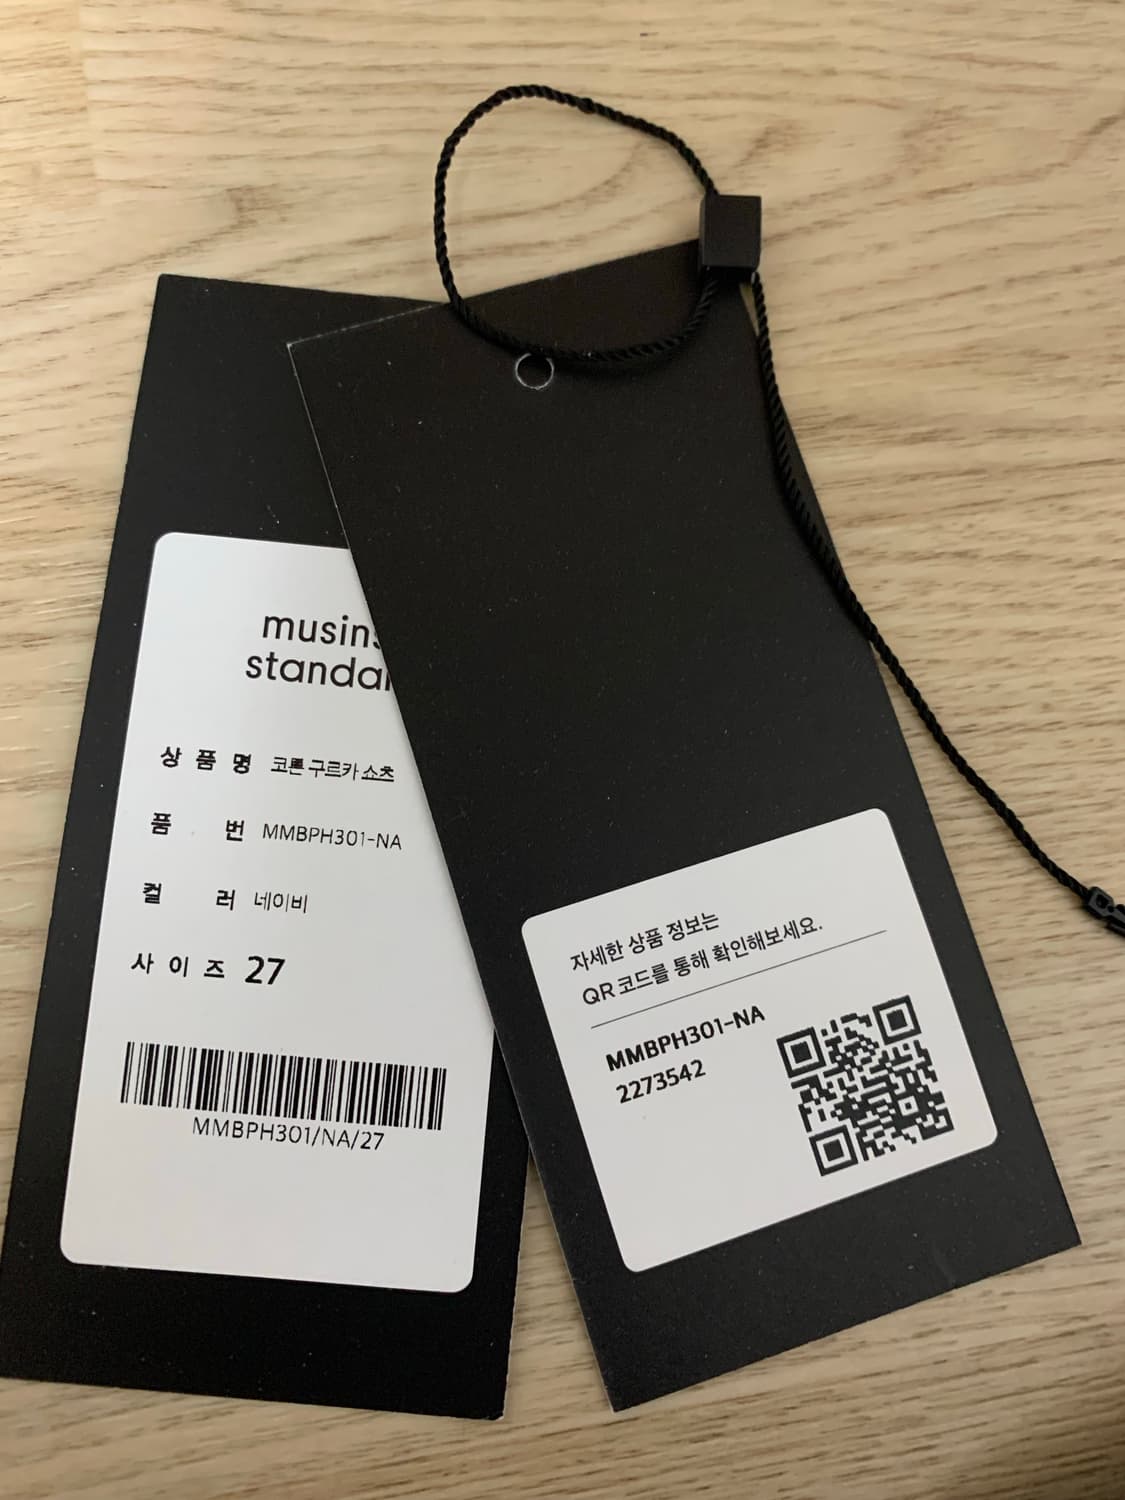 musins
standar
상품명 코튼 구르카 쇼츠
품번 MMBPH301-NA
컬러 네이비
사이즈 27
MMBPH301/NA/27
자세한 상품 정보는
QR 코드를 통해 확인해보세요.
MMBPH301-NA
2273542